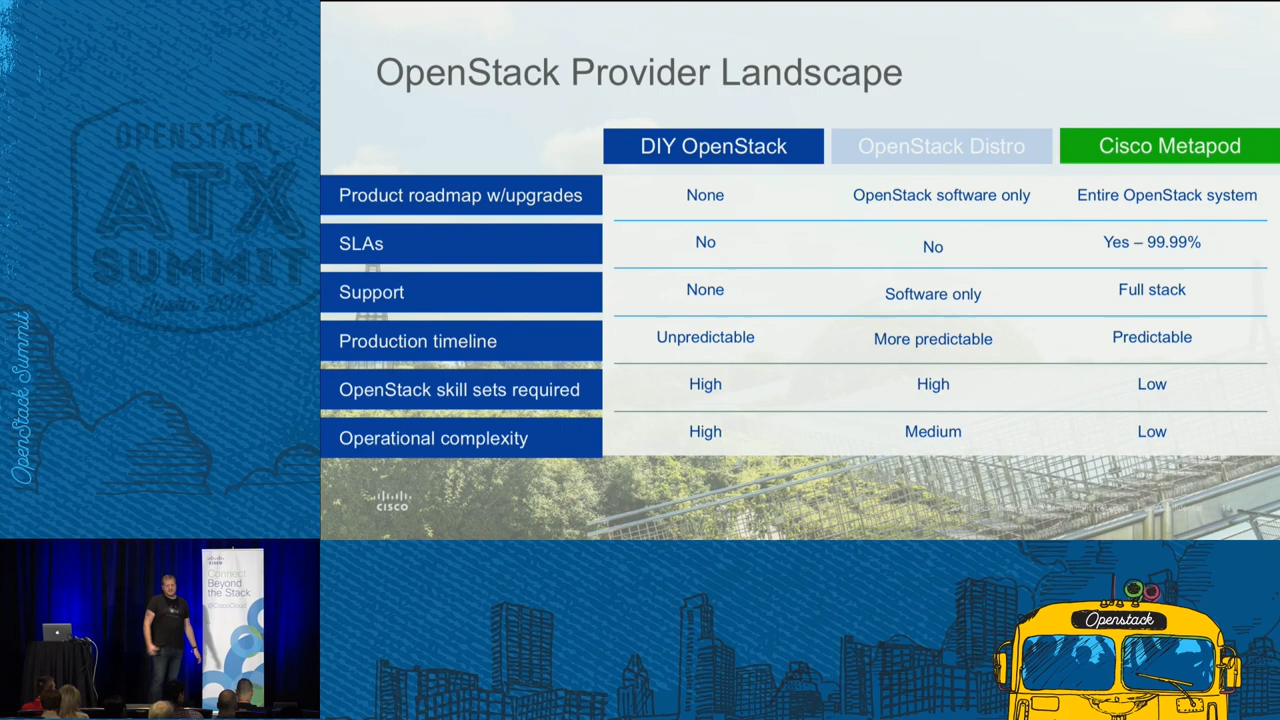 OPENSTACK
ATX
SUMMIT
Austin
OpenStack Summit
OpenStack Provider Landscape
DIY OpenStack
OpenStack Distro
Cisco Metapod
Product roadmap w/upgrades
None
OpenStack software only
Entire OpenStack system
SLAs
No
No
Yes – 99.99%
Support
None
Software only
Full stack
Production timeline
Unpredictable
More predictable
Predictable
OpenStack skill sets required
High
High
Low
Operational complexity
High
Medium
Low
CISCO
Connect
Beyond
the Stack
@CiscoCloud
Openstack